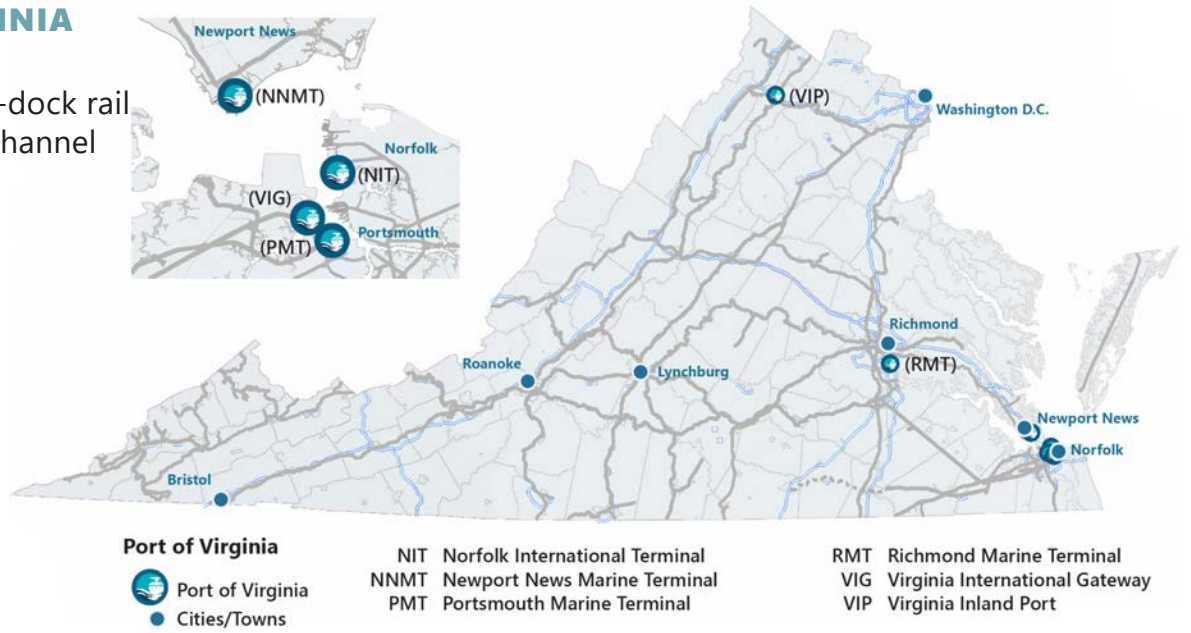 INIA
-dock rail
hannel
Newport News
(NNMT)
Norfolk
(NIT)
(VIG)
Portsmouth
(PMT)
(VIP)
Washington D.C.
Richmond
(RMT)
Roanoke
Lynchburg
Newport News
Norfolk
Bristol
Port of Virginia
Port of Virginia
Cities/Towns
NIT Norfolk International Terminal
NNMT Newport News Marine Terminal
PMT Portsmouth Marine Terminal
RMT Richmond Marine Terminal
VIG Virginia International Gateway
VIP Virginia Inland Port